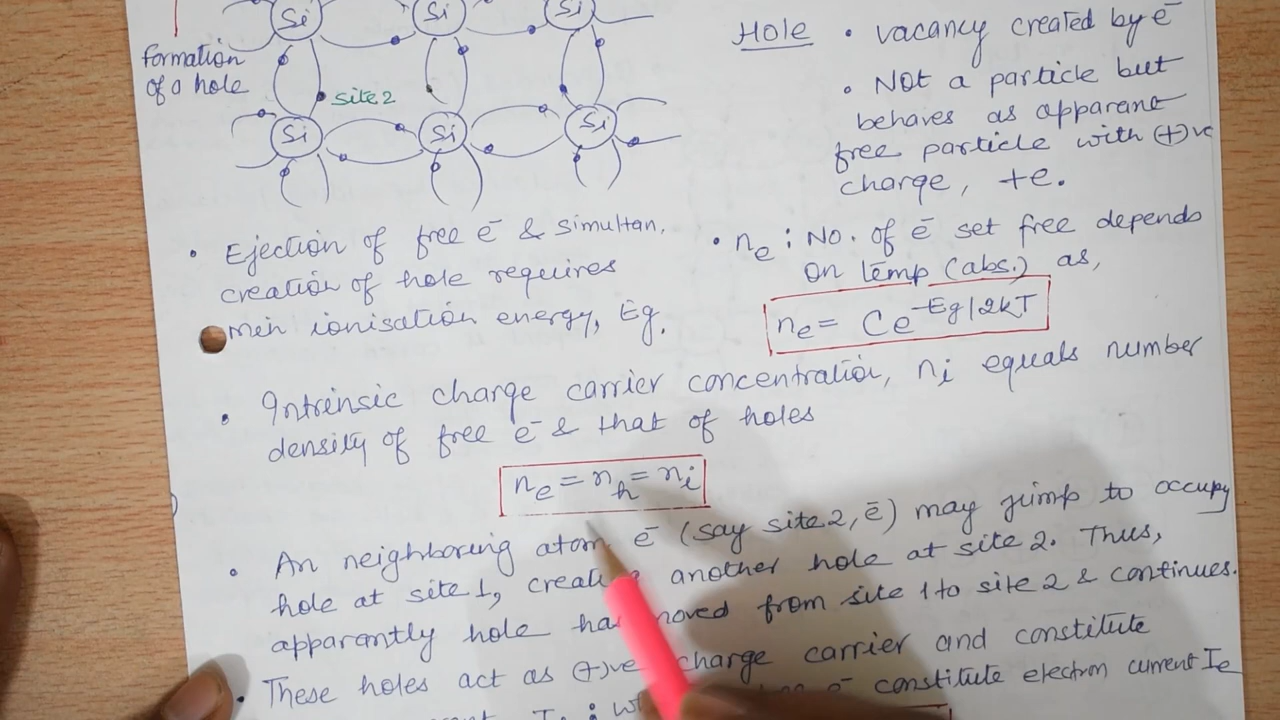 Si Si Si
formation
of a hole
site 2
Si Si Si
Hole • vacancy created by ē
• NOT a particle but
behaves as apparent
free particle with (+)ve
charge, +e.
• Ejection of free ē & simultan.
creation of hole requires
min ionisation energy, Eg.
• nₑ : No. of ē set free depends
on temp (abs.) as,
nₑ = Ce^-Eg/2kT
• Intrinsic charge carrier concentration, nᵢ equals number
density of free ē & that of holes
nₑ = nₕ = nᵢ
• An neighboring atom ē (say site 2, ē) may jump to occupy
hole at site 1, another hole at site 2. Thus,
apparantly hole moved from site 1 to site 2 & continues.
• These holes act as (+)ve charge carrier and constitute
ē constitute electron current Iₑ